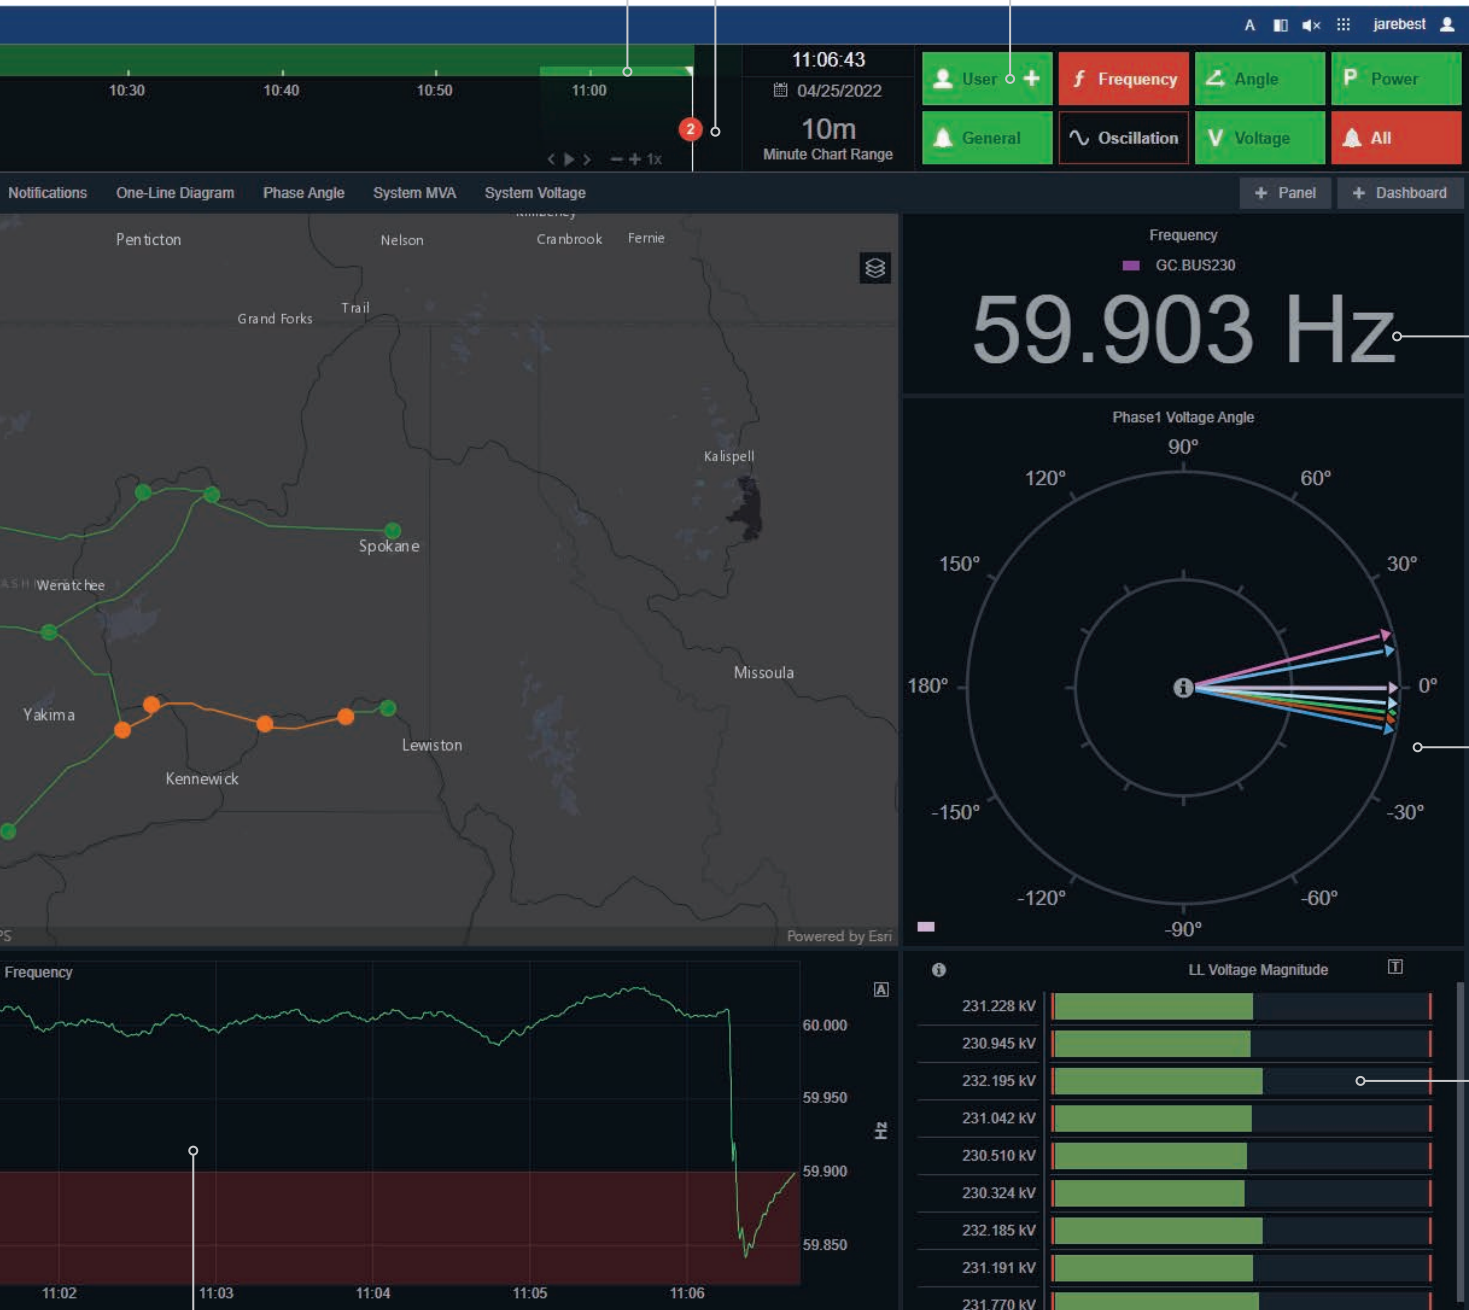 A jarebest
10:30 10:40 10:50 11:00
2
1x
11:06:43
04/25/2022
10m
Minute Chart Range
User Frequency Angle P Power
General Oscillation V Voltage All
Notifications One-Line Diagram Phase Angle System MVA System Voltage + Panel + Dashboard
Penticton
Nelson
Cranbrook
Fernie
Trail
Grand Forks
Kalispell
Spokane
Wenatchee
Missoula
Yakima
Lewiston
Kennewick
Powered by Esri
Frequency
GC.BUS230
59.903 Hz
Phase1 Voltage Angle
90°
120° 60°
150° 30°
180° 0°
-150° -30°
-120° -60°
-90°
Frequency
A
60.000
59.950
Hz
59.900
59.850
11:02 11:03 11:04 11:05 11:06
LL Voltage Magnitude T
231.228 kV
230.945 kV
232.195 kV
231.042 kV
230.510 kV
230.324 kV
232.185 kV
231.191 kV
231.770 kV